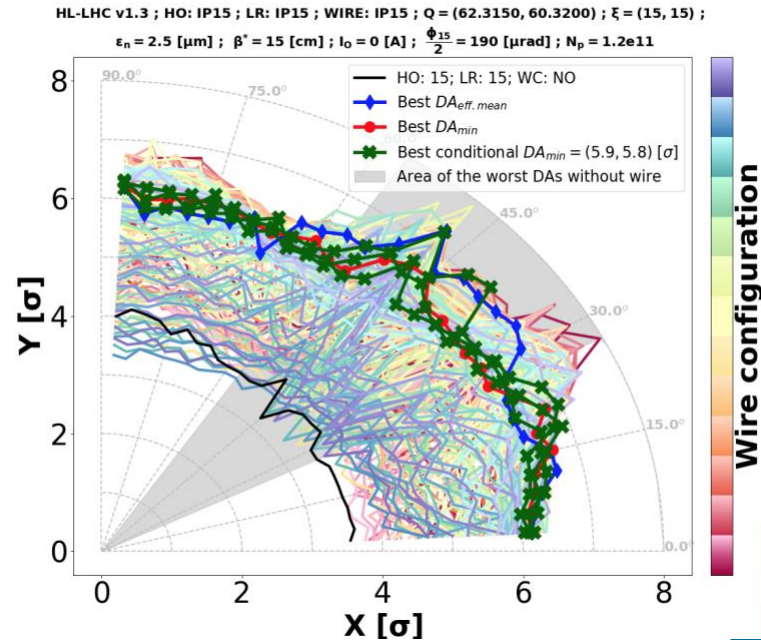 HL-LHC v1.3 ; HO: IP15 ; LR: IP15 ; WIRE: IP15 ; Q = (62.3150, 60.3200) ; ξ = (15, 15) ;
εn = 2.5 [μm] ; β* = 15 [cm] ; IO = 0 [A] ; ϕ15/2 = 190 [μrad] ; Np = 1.2e11
HO: 15; LR: 15; WC: NO
Best DAeff.mean
Best DAmin
Best conditional DAmin = (5.9, 5.8) [σ]
Area of the worst DAs without wire
90.0°
75.0°
45.0°
30.0°
15.0°
0.0°
8
6
4
2
0
Y [σ]
0 2 4 6 8
X [σ]
Wire configuration